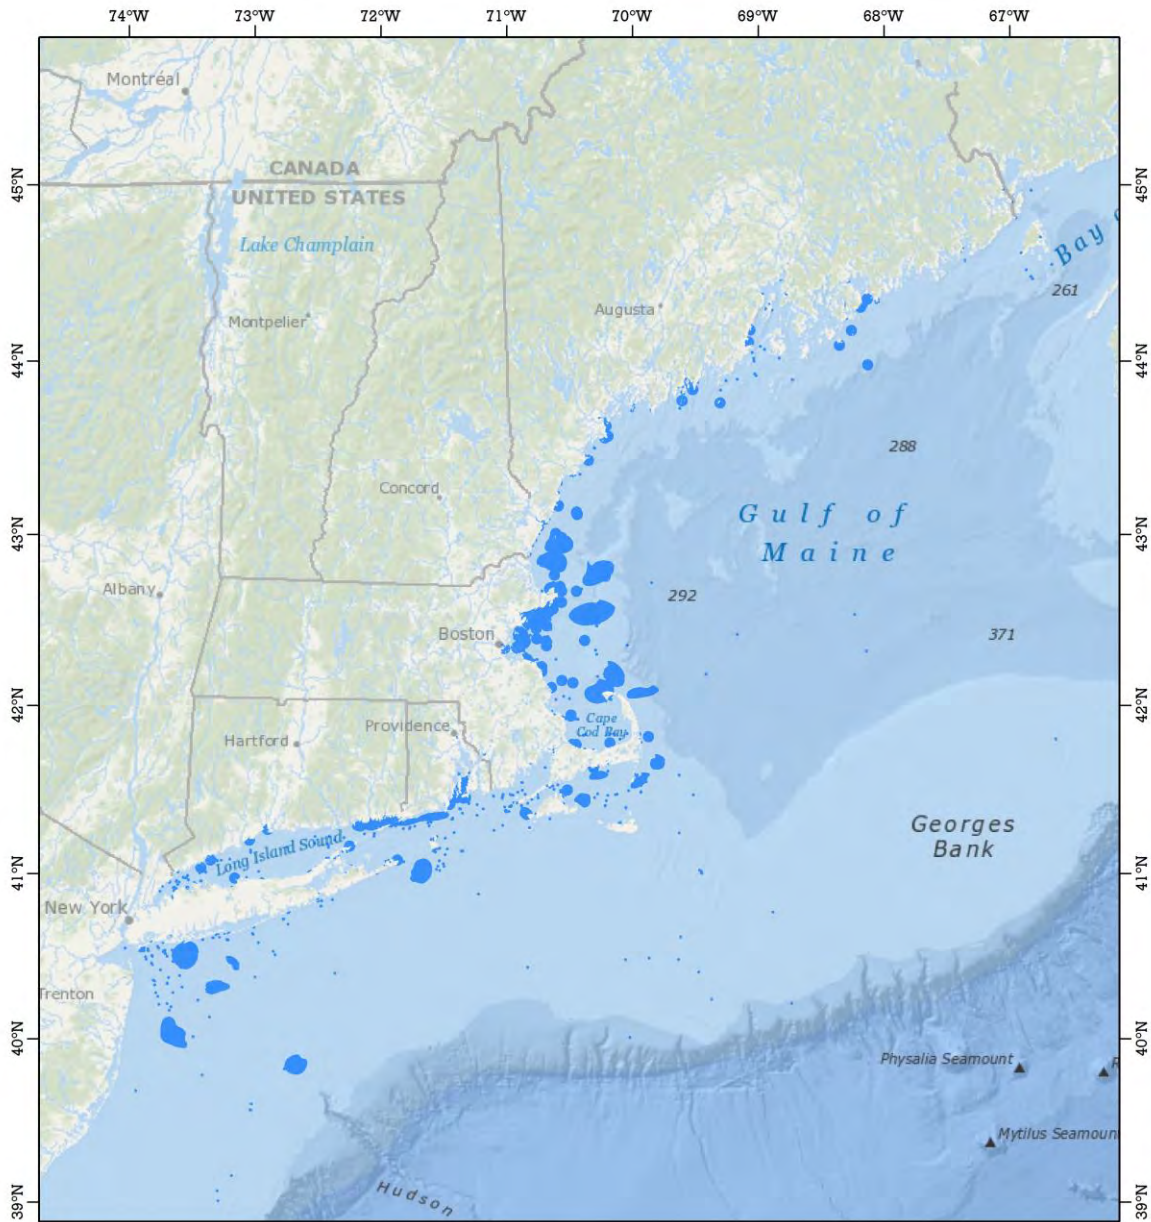 74°W 73°W 72°W 71°W 70°W 69°W 68°W 67°W
Montréal
CANADA
45°N
45°N
UNITED STATES
Lake Champlain
Bay
261
Augusta
Montpelier
44°N
44°N
288
Concord
Gulf of
Maine
43°N
43°N
Albany
292
Boston
371
42°N
42°N
Cape
Cod Bay
Providence
Hartford
Georges
Bank
Long Island Sound
41°N
41°N
New York
Trenton
40°N
40°N
Physalia Seamount
R
Mytilus Seamoun
Hudson
39°N
39°N